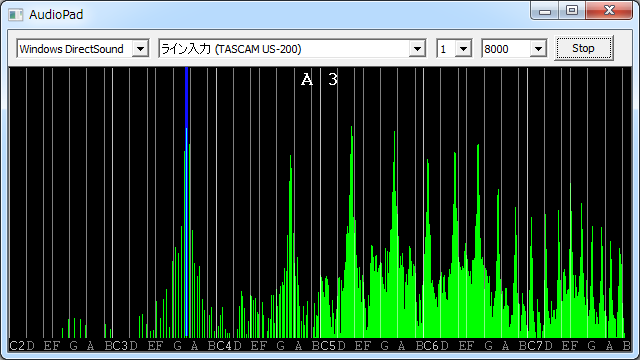 AudioPad
Windows DirectSound ライン入力 (TASCAM US-200) 1 8000 Stop
A 3
C2D EF G A BC3D EF G A BC4D EF G A BC5D EF G A BC6D EF G A BC7D EF G A B